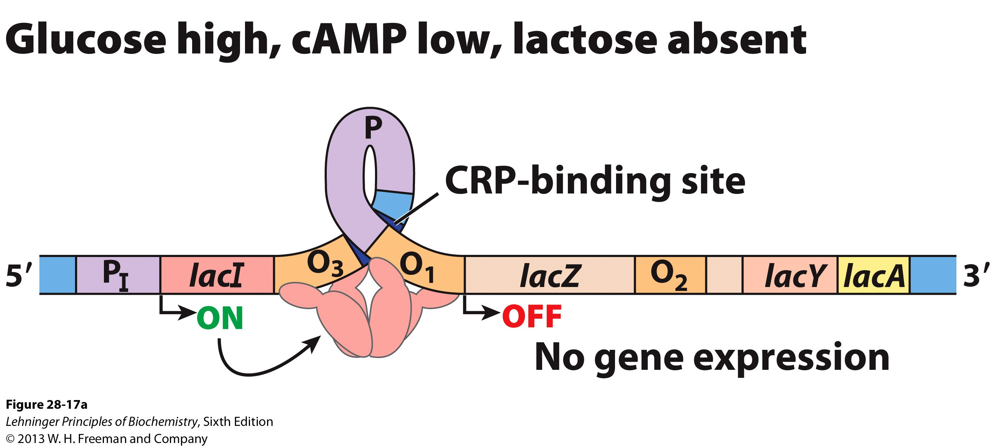 Glucose high, cAMP low, lactose absent
P
CRP-binding site
5′ PI lacI O3 O1 lacZ O2 lacY lacA 3′
ON OFF
No gene expression
Figure 28-17a
Lehninger Principles of Biochemistry, Sixth Edition
© 2013 W. H. Freeman and Company